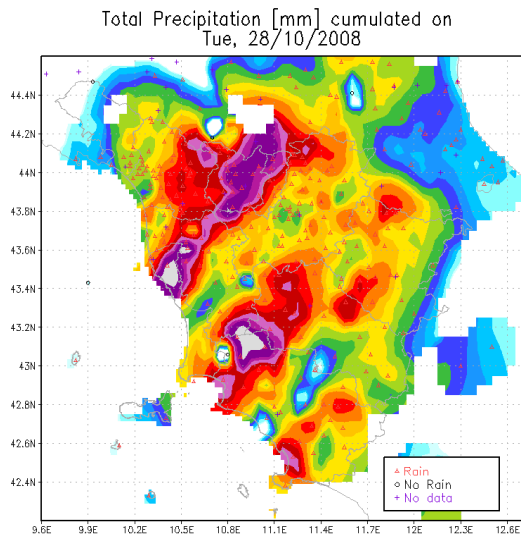 Total Precipitation [mm] cumulated on
Tue, 28/10/2008
44.4N
44.2N
44N
43.8N
43.6N
43.4N
43.2N
43N
42.8N
42.6N
42.4N
Rain
No Rain
No data
9.6E 9.9E 10.2E 10.5E 10.8E 11.1E 11.4E 11.7E 12E 12.3E 12.6E